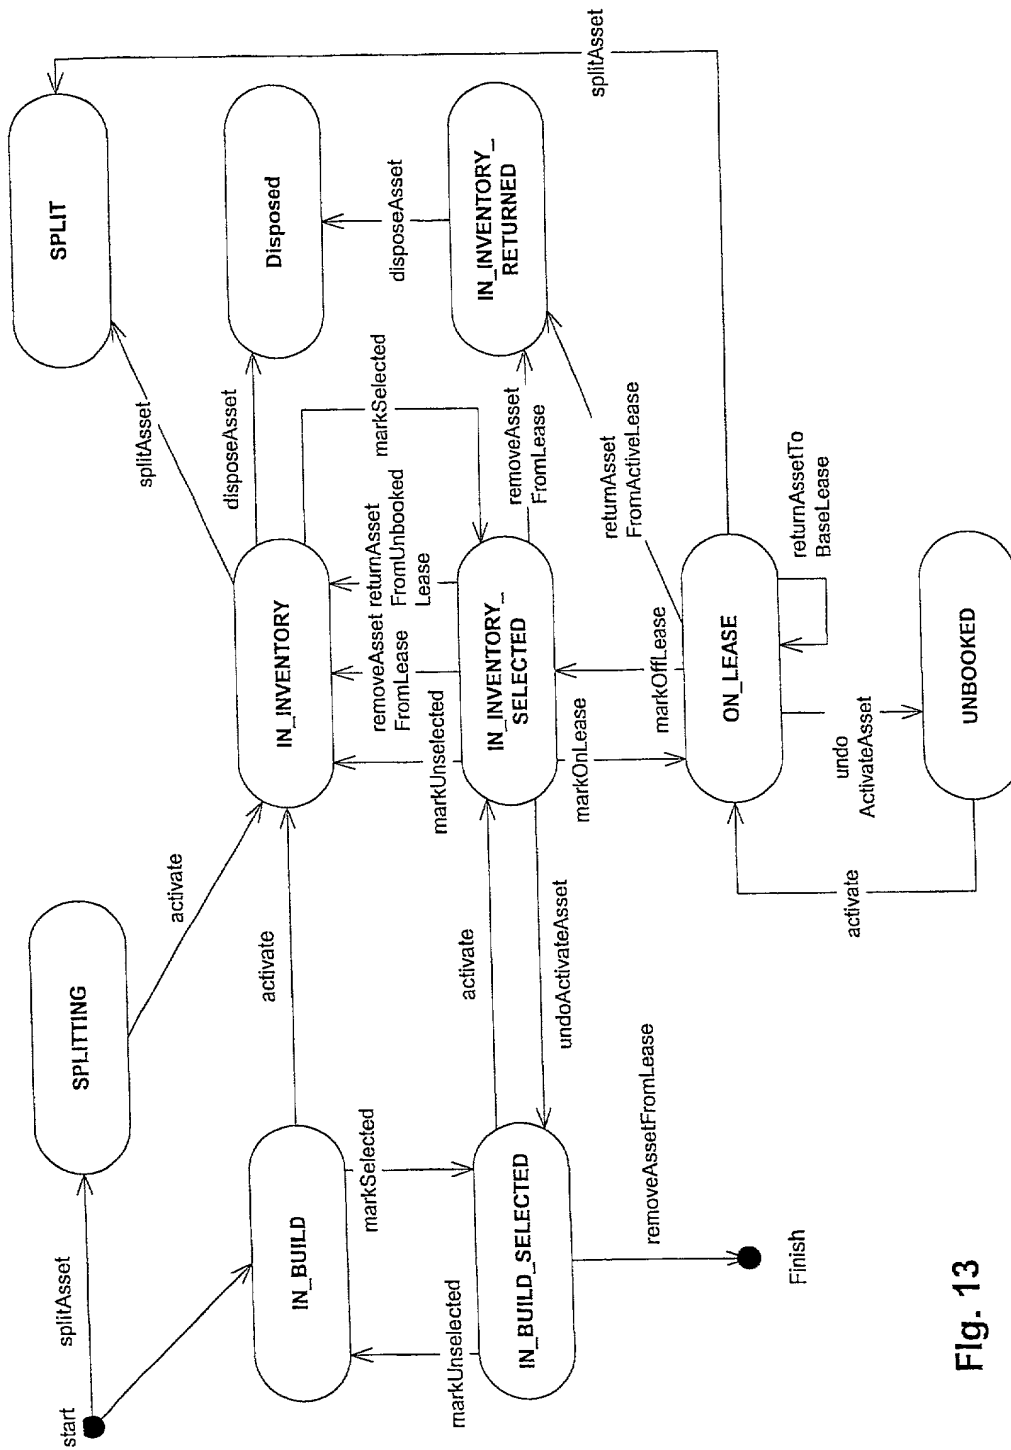 start
splitAsset
SPLITTING
activate
splitAsset
SPLIT
splitAsset
IN_BUILD
activate
IN_INVENTORY
disposeAsset
Disposed
markUnselected
markSelected
markUnselected
removeAsset
FromLease
returnAsset
FromUnbooked
Lease
markSelected
disposeAsset
IN_BUILD_SELECTED
activate
undoActivateAsset
IN_INVENTORY_
SELECTED
removeAsset
FromLease
IN_INVENTORY_
RETURNED
removeAssetFromLease
Finish
markOnLease
markOffLease
returnAsset
FromActiveLease
ON_LEASE
returnAssetTo
BaseLease
activate
undo
ActivateAsset
UNBOOKED
Fig. 13